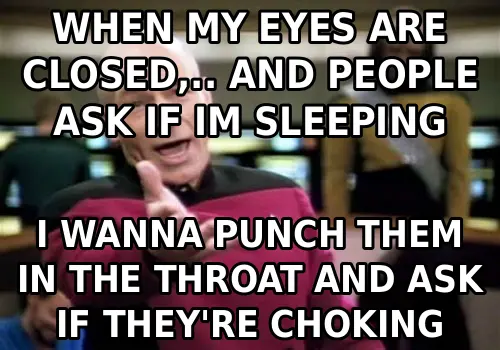 WHEN MY EYES ARE
CLOSED,.. AND PEOPLE
ASK IF IM SLEEPING
I WANNA PUNCH THEM
IN THE THROAT AND ASK
IF THEY'RE CHOKING